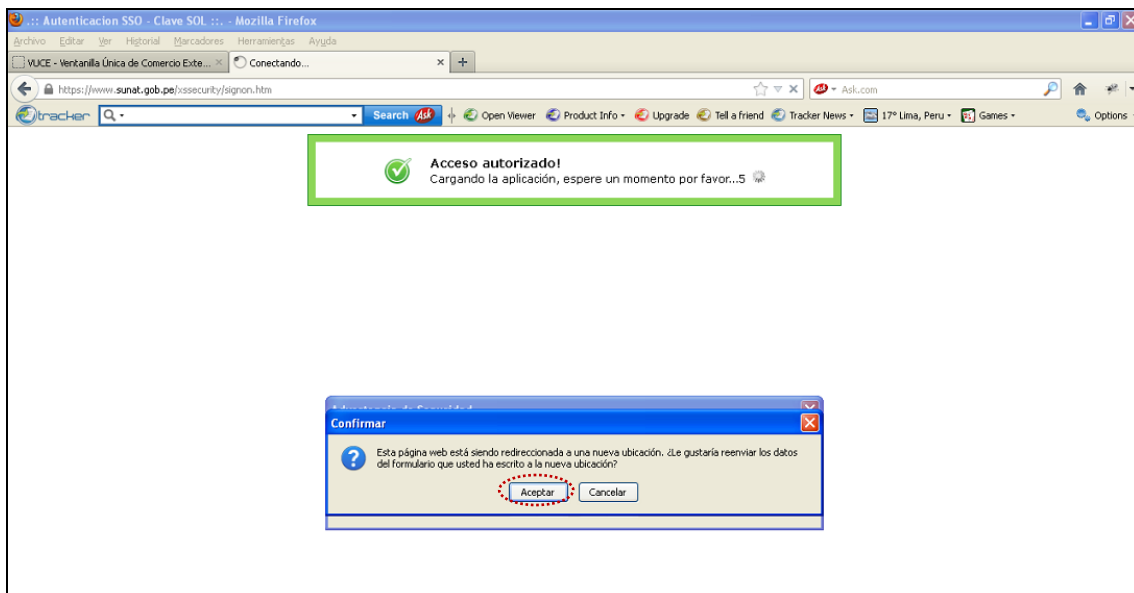 .:: Autenticacion SSO - Clave SOL ::. - Mozilla Firefox
Archivo Editar Ver Historial Marcadores Herramientas Ayuda
VUCE - Ventanilla Única de Comercio Exte... Conectando...
https://www.sunat.gob.pe/xssecurity/signon.htm Ask.com
tracker Search Ask Open Viewer Product Info Upgrade Tell a friend Tracker News 17° Lima, Peru Games Options
Acceso autorizado!
Cargando la aplicación, espere un momento por favor...5
Advertencia de Seguridad
Confirmar
Esta página web está siendo redireccionada a una nueva ubicación. ¿Le gustaría reenviar los datos
del formulario que usted ha escrito a la nueva ubicación?
Aceptar Cancelar